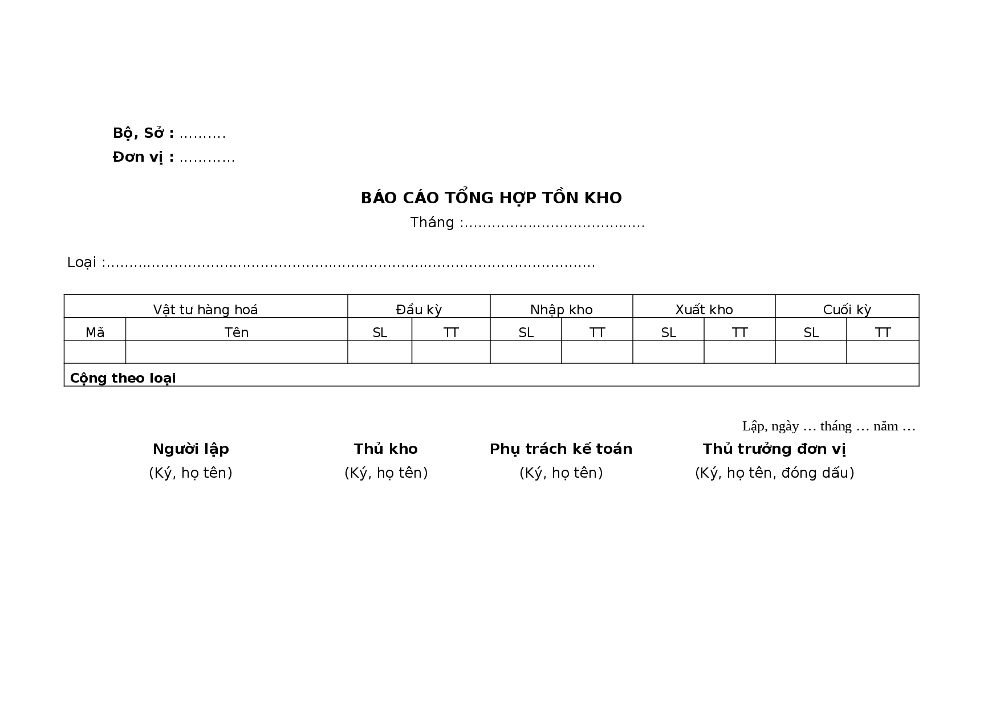 Bộ, Sở : ……….
Đơn vị : …………
BÁO CÁO TỔNG HỢP TỒN KHO
Tháng :…………………………………
Loại :……………………………………………………………………………………………
Vật tư hàng hoá Đầu kỳ Nhập kho Xuất kho Cuối kỳ
Mã Tên SL TT SL TT SL TT SL TT
Cộng theo loại
Lập, ngày … tháng … năm …
Người lập Thủ kho Phụ trách kế toán Thủ trưởng đơn vị
(Ký, họ tên) (Ký, họ tên) (Ký, họ tên) (Ký, họ tên, đóng dấu)